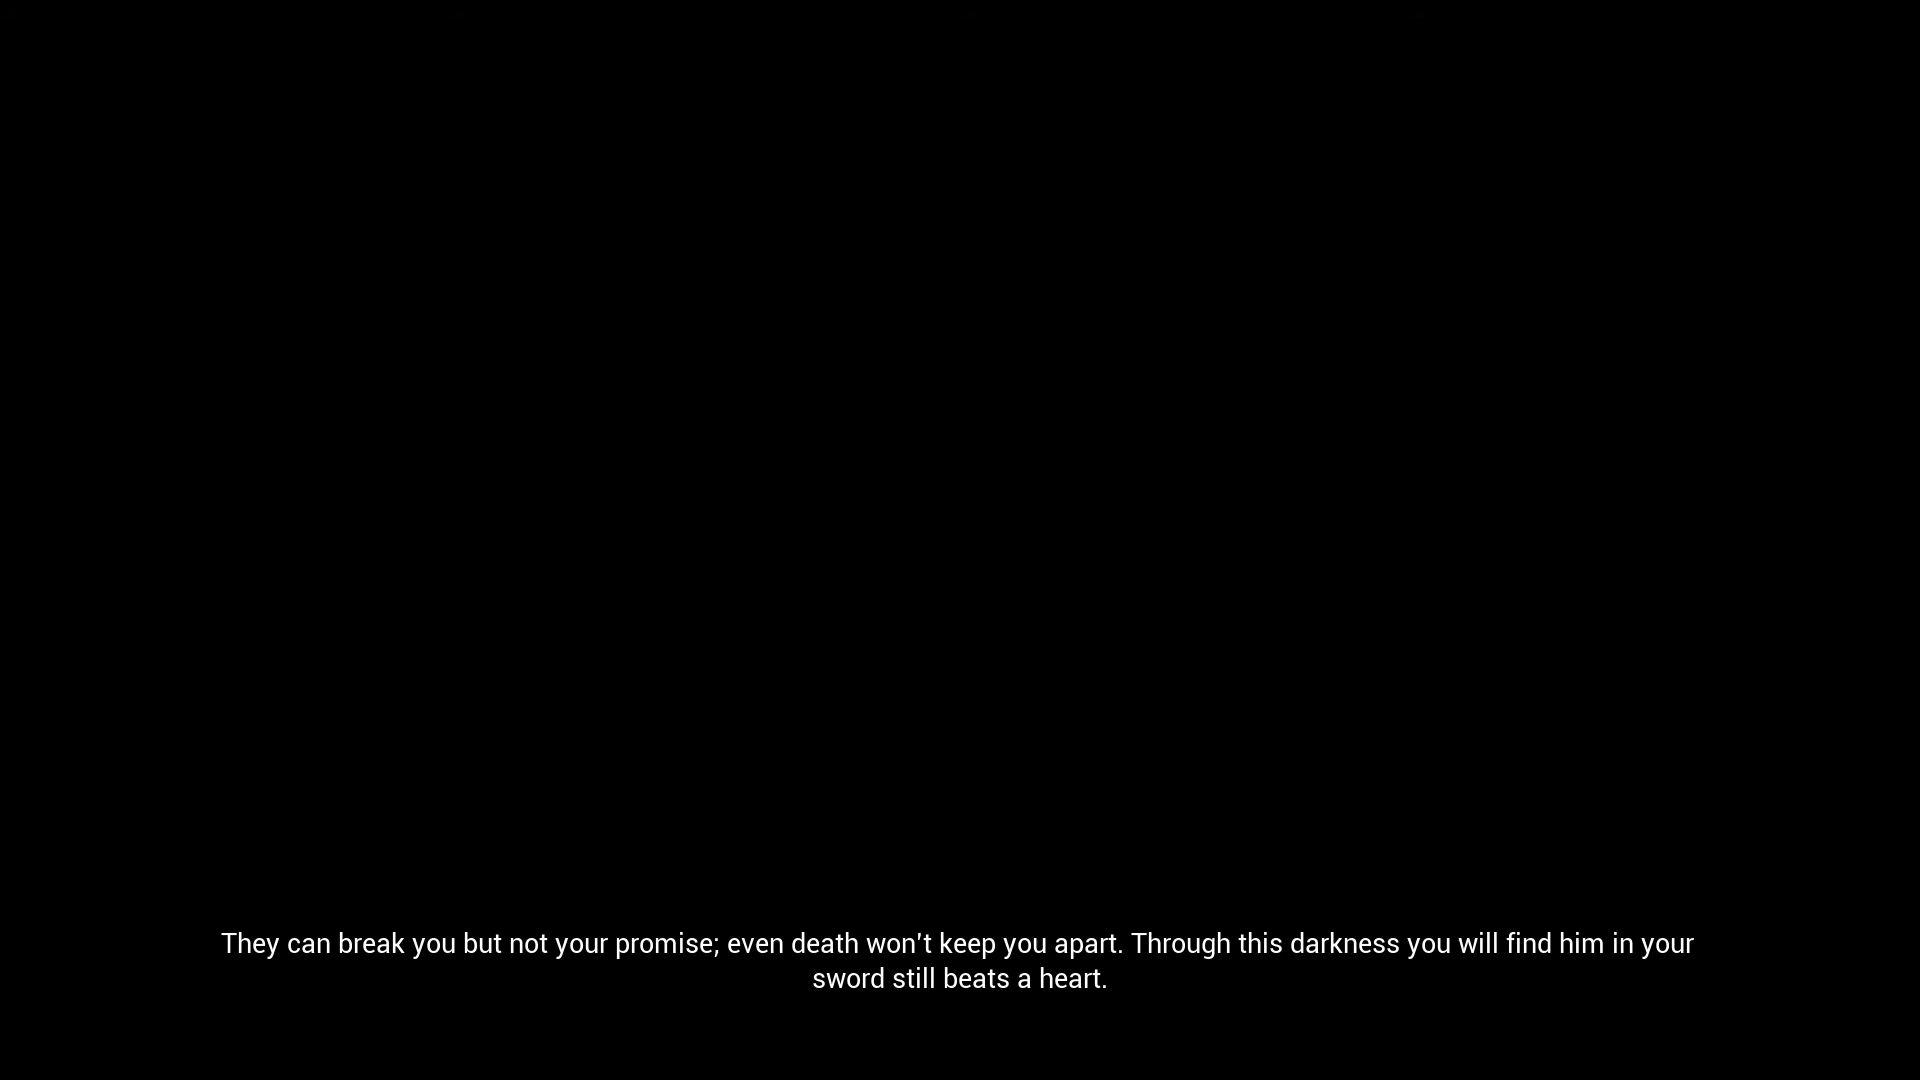 They can break you but not your promise; even death won't keep you apart. Through this darkness you will find him in your
sword still beats a heart.